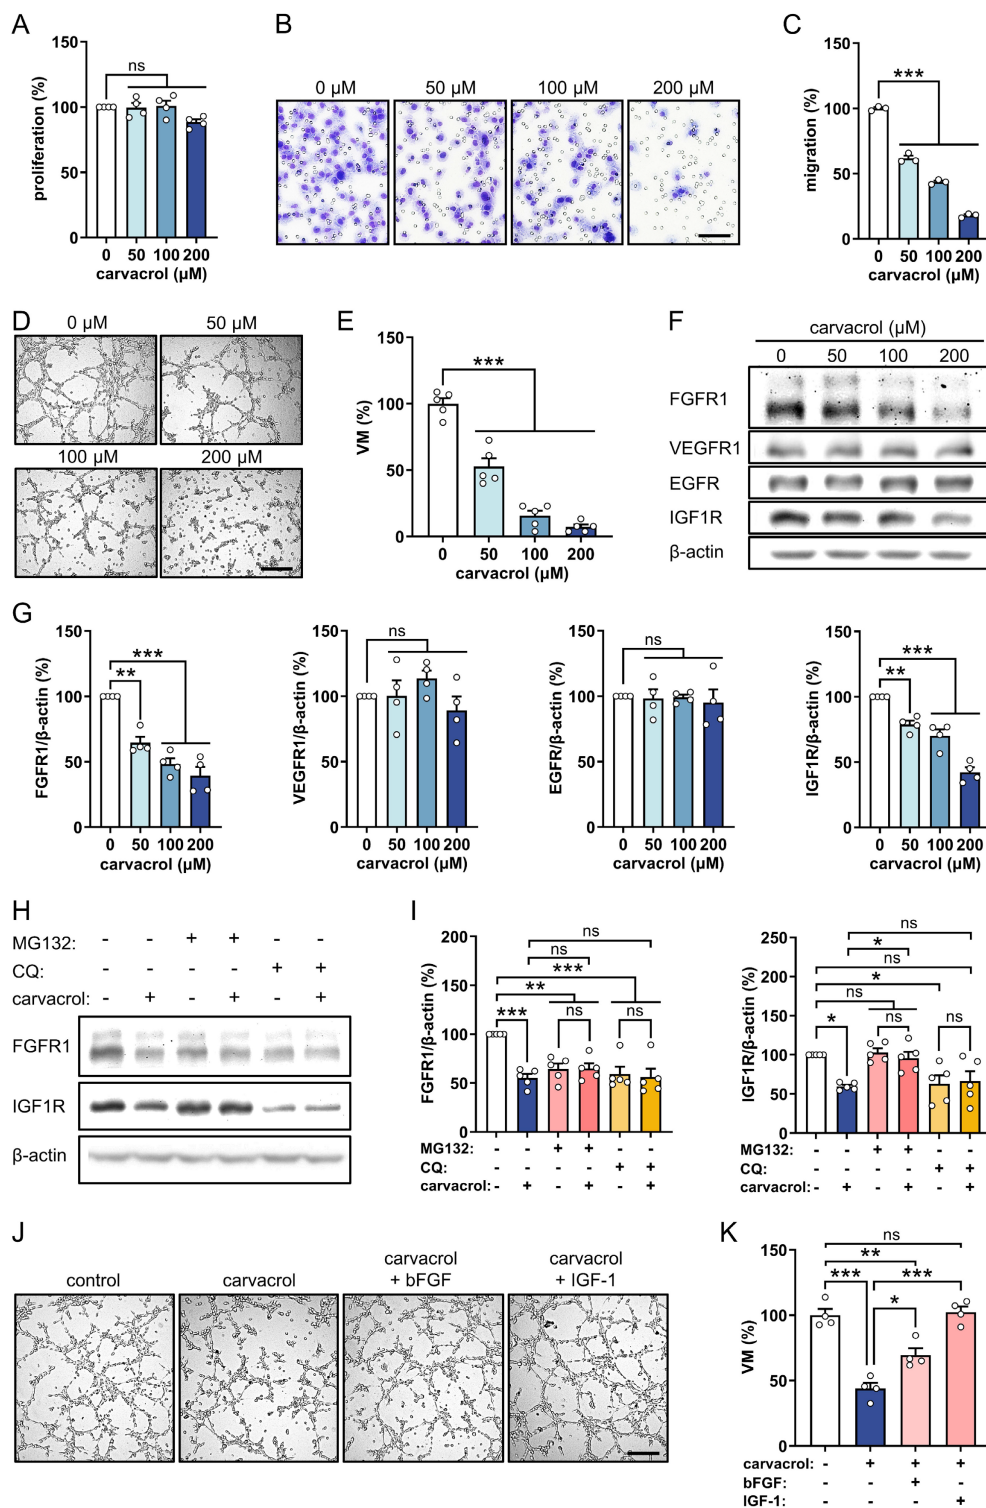 A
150
100
50
0
proliferation (%)
ns
0 50 100 200
carvacrol (µM)
B
0 µM 50 µM 100 µM 200 µM
C
150
100
50
0
migration (%)
***
0 50 100 200
carvacrol (µM)
D
0 µM 50 µM
100 µM 200 µM
E
150
100
50
0
VM (%)
***
0 50 100 200
carvacrol (µM)
F
carvacrol (µM)
0 50 100 200
FGFR1
VEGFR1
EGFR
IGF1R
β-actin
G
150
100
50
0
FGFR1/β-actin (%)
***
**
0 50 100 200
carvacrol (µM)
150
100
50
0
VEGFR1/β-actin (%)
ns
0 50 100 200
carvacrol (µM)
150
100
50
0
EGFR/β-actin (%)
ns
0 50 100 200
carvacrol (µM)
150
100
50
0
IGF1R/β-actin (%)
***
**
0 50 100 200
carvacrol (µM)
H
MG132: - - + + - -
CQ: - - - - + +
carvacrol: - + - + - +
FGFR1
IGF1R
β-actin
I
200
150
100
50
0
FGFR1/β-actin (%)
ns
ns
***
**
***
ns
ns
MG132: - - + + - -
CQ: - - - - + +
carvacrol: - + - + - +
250
200
150
100
50
0
IGF1R/β-actin (%)
ns
*
ns
*
ns
*
ns
ns
MG132: - - + + - -
CQ: - - - - + +
carvacrol: - + - + - +
J
control
carvacrol
carvacrol
+ bFGF
carvacrol
+ IGF-1
K
150
100
50
0
VM (%)
ns
**
***
***
*
carvacrol: - + + +
bFGF: - - + -
IGF-1: - - - +